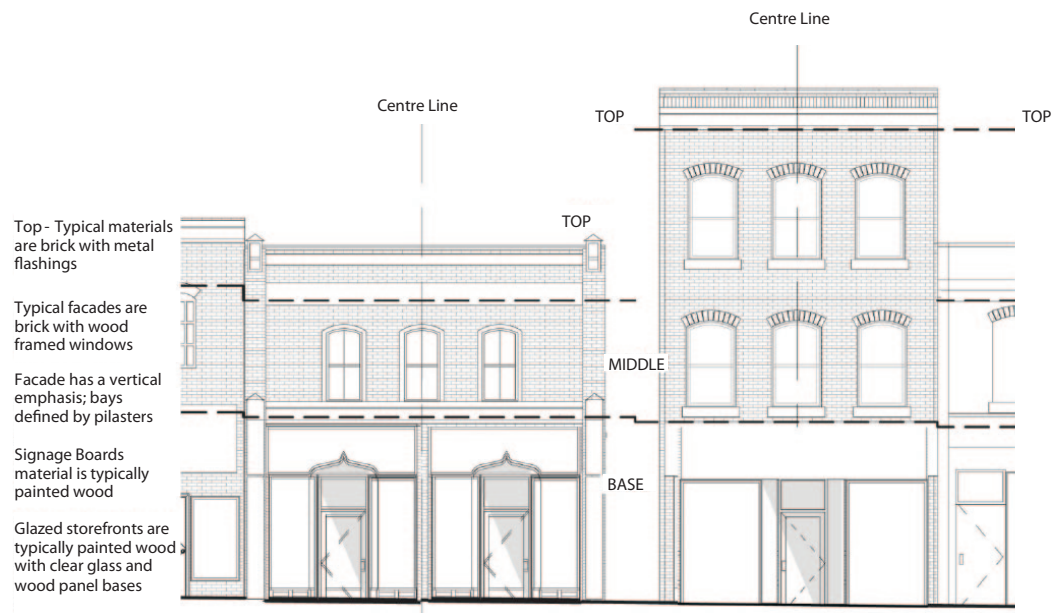 Centre Line
Centre Line
TOP
TOP
TOP
Top - Typical materials
are brick with metal
flashings
Typical facades are
brick with wood
framed windows
MIDDLE
Facade has a vertical
emphasis; bays
defined by pilasters
Signage Boards
material is typically
painted wood
BASE
Glazed storefronts are
typically painted wood
with clear glass and
wood panel bases